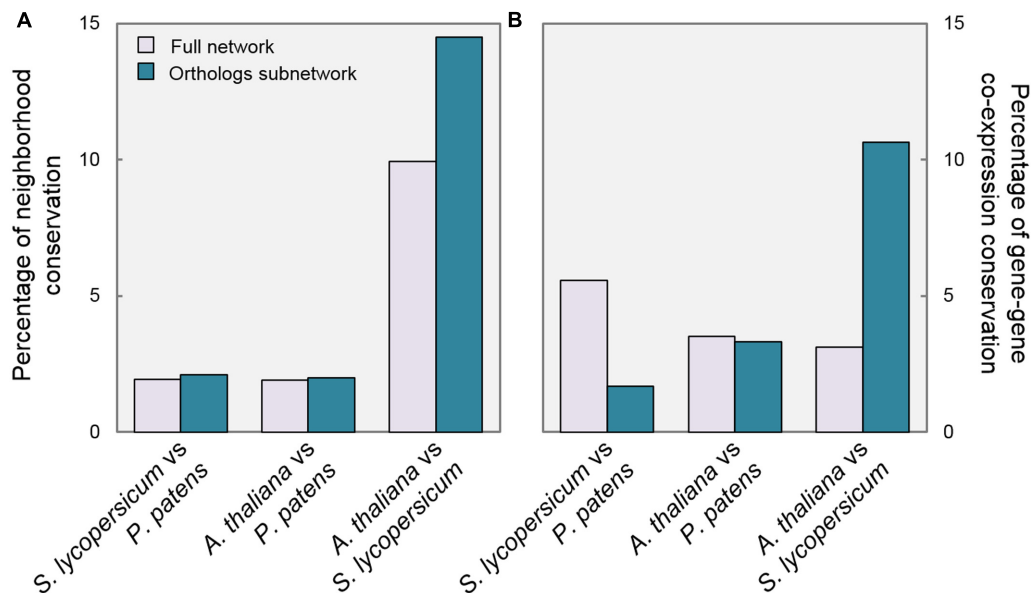 A
B
15
10
5
0
Percentage of neighborhood
conservation
Full network
Orthologs subnetwork
S. lycopersicum vs
P. patens
A. thaliana vs
P. patens
A. thaliana vs
S. lycopersicum
15
10
5
0
Percentage of gene-gene
co-expression conservation
S. lycopersicum vs
P. patens
A. thaliana vs
P. patens
A. thaliana vs
S. lycopersicum